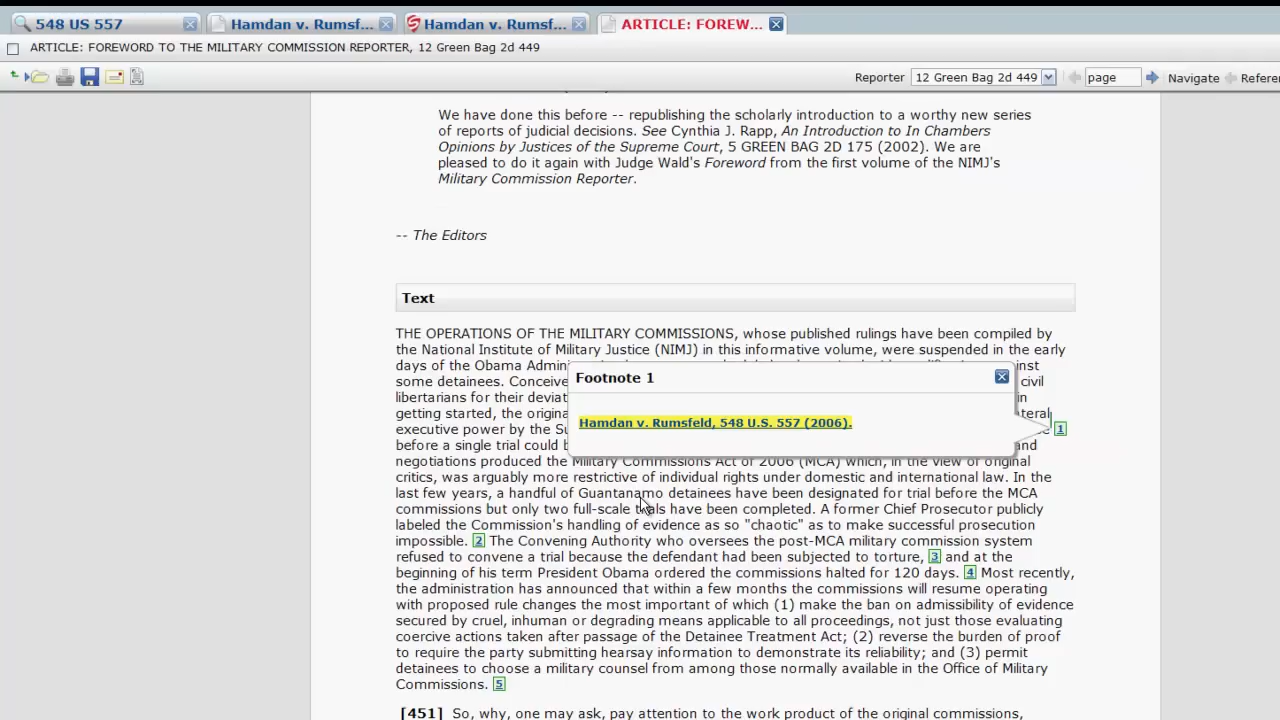 548 US 557
Hamdan v. Rumsf...
Hamdan v. Rumsf...
ARTICLE: FOREW...
ARTICLE: FOREWORD TO THE MILITARY COMMISSION REPORTER, 12 Green Bag 2d 449
Reporter 12 Green Bag 2d 449 page Navigate Refere
We have done this before -- republishing the scholarly introduction to a worthy new series
of reports of judicial decisions. See Cynthia J. Rapp, An Introduction to In Chambers
Opinions by Justices of the Supreme Court, 5 GREEN BAG 2D 175 (2002). We are
pleased to do it again with Judge Wald's Foreword from the first volume of the NIMJ's
Military Commission Reporter.
-- The Editors
Text
THE OPERATIONS OF THE MILITARY COMMISSIONS, whose published rulings have been compiled by
the National Institute of Military Justice (NIMJ) in this informative volume, were suspended in the early
days of the Obama
some detainees. civil
libertarians for their in
getting started, the
executive power by the 1
before a single trial could and
Footnote 1
Hamdan v. Rumsfeld, 548 U.S. 557 (2006).
negotiations produced the Military Commissions Act of 2006 (MCA) which, in the view of original
critics, was arguably more restrictive of individual rights under domestic and international law. In the
last few years, a handful of Guantanamo detainees have been designated for trial before the MCA
commissions but only two full-scale trials have been completed. A former Chief Prosecutor publicly
labeled the Commission's handling of evidence as so "chaotic" as to make successful prosecution
impossible. 2 The Convening Authority who oversees the post-MCA military commission system
refused to convene a trial because the defendant had been subjected to torture, 3 and at the
beginning of his term President Obama ordered the commissions halted for 120 days. 4 Most recently,
the administration has announced that within a few months the commissions will resume operating
with proposed rule changes the most important of which (1) make the ban on admissibility of evidence
secured by cruel, inhuman or degrading means applicable to all proceedings, not just those evaluating
coercive actions taken after passage of the Detainee Treatment Act; (2) reverse the burden of proof
to require the party submitting hearsay information to demonstrate its reliability; and (3) permit
detainees to choose a military counsel from among those normally available in the Office of Military
Commissions. 5
[451] So, why, one may ask, pay attention to the work product of the original commissions,